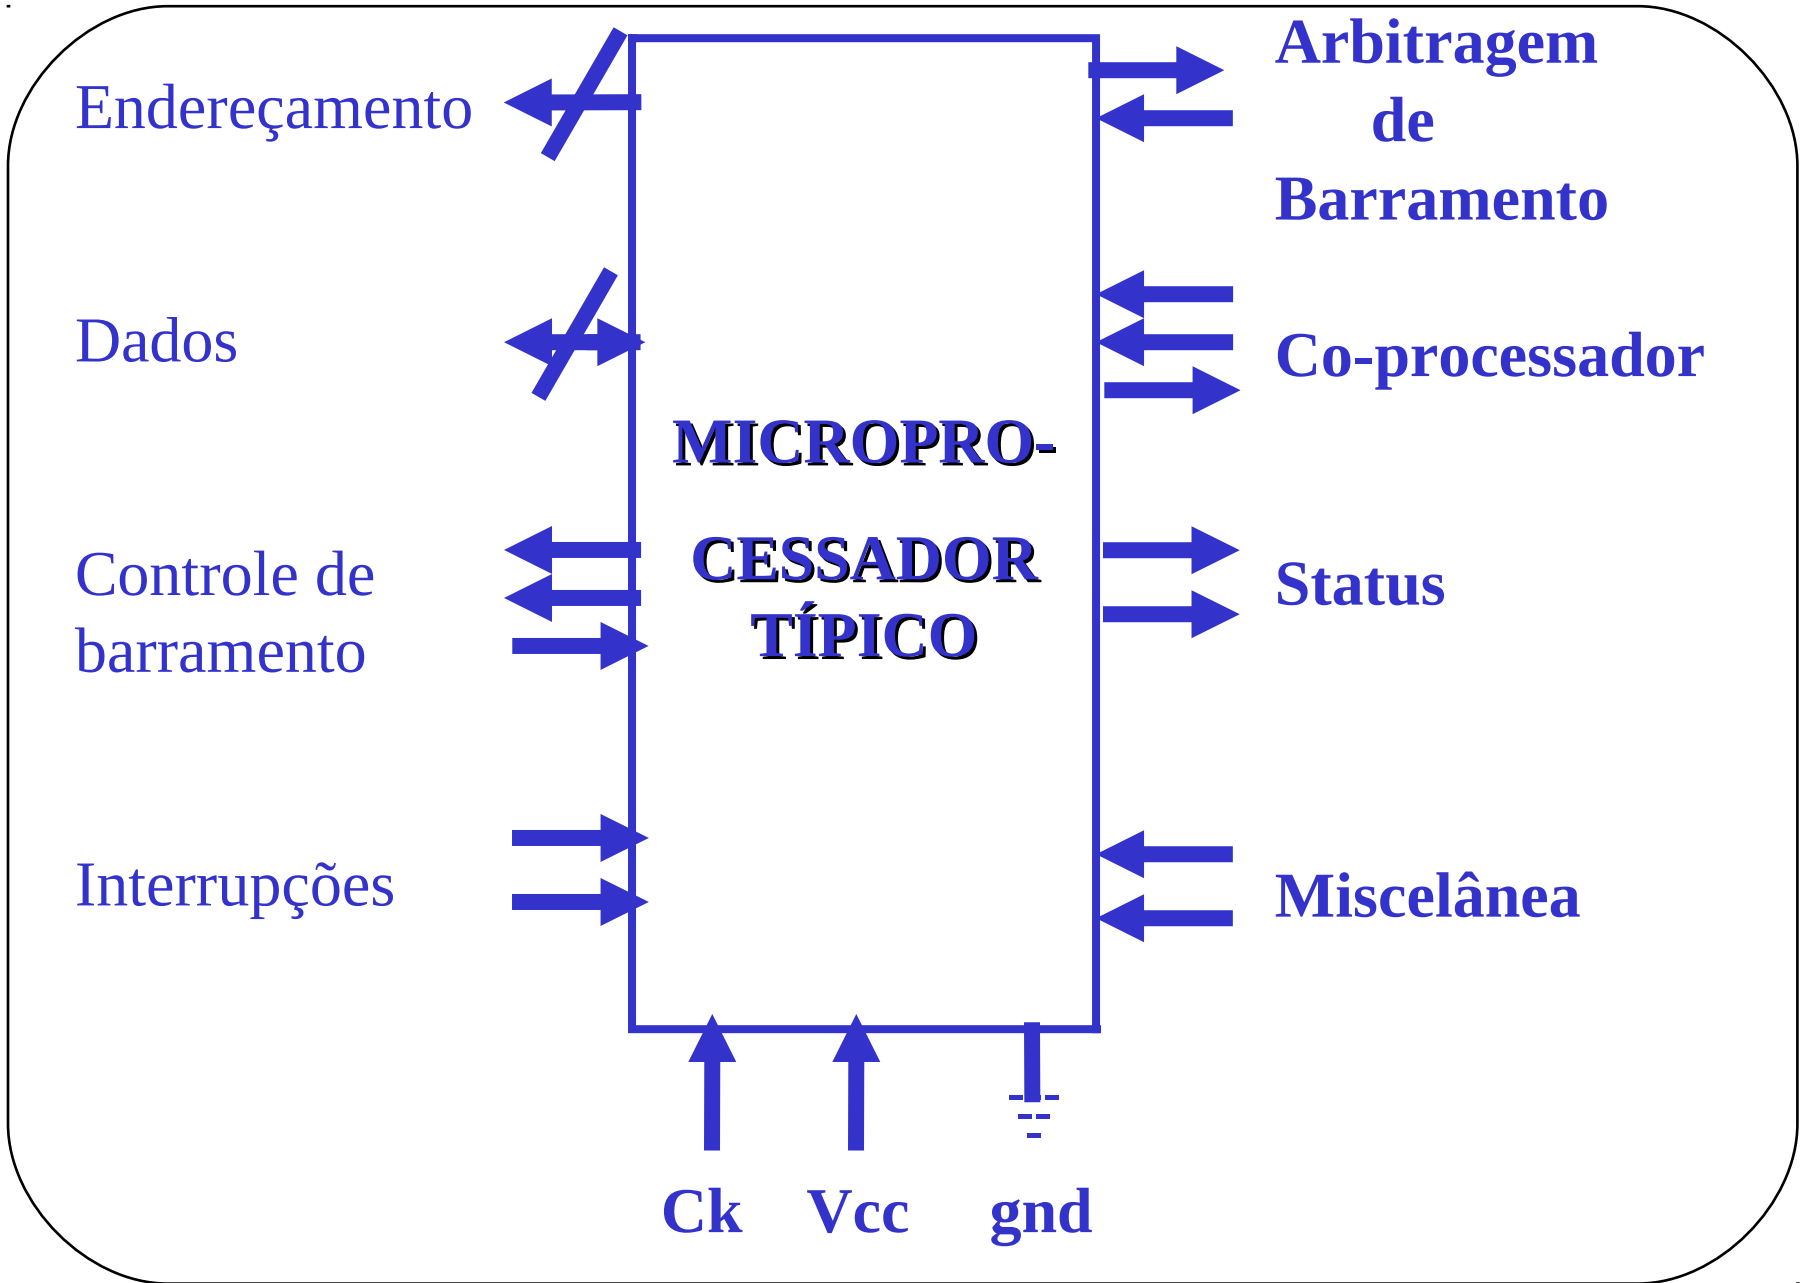 Endereçamento
Dados
Controle de
barramento
Interrupções
MICROPRO-
CESSADOR
TÍPICO
Arbitragem
de
Barramento
Co-processador
Status
Miscelânea
Ck Vcc gnd